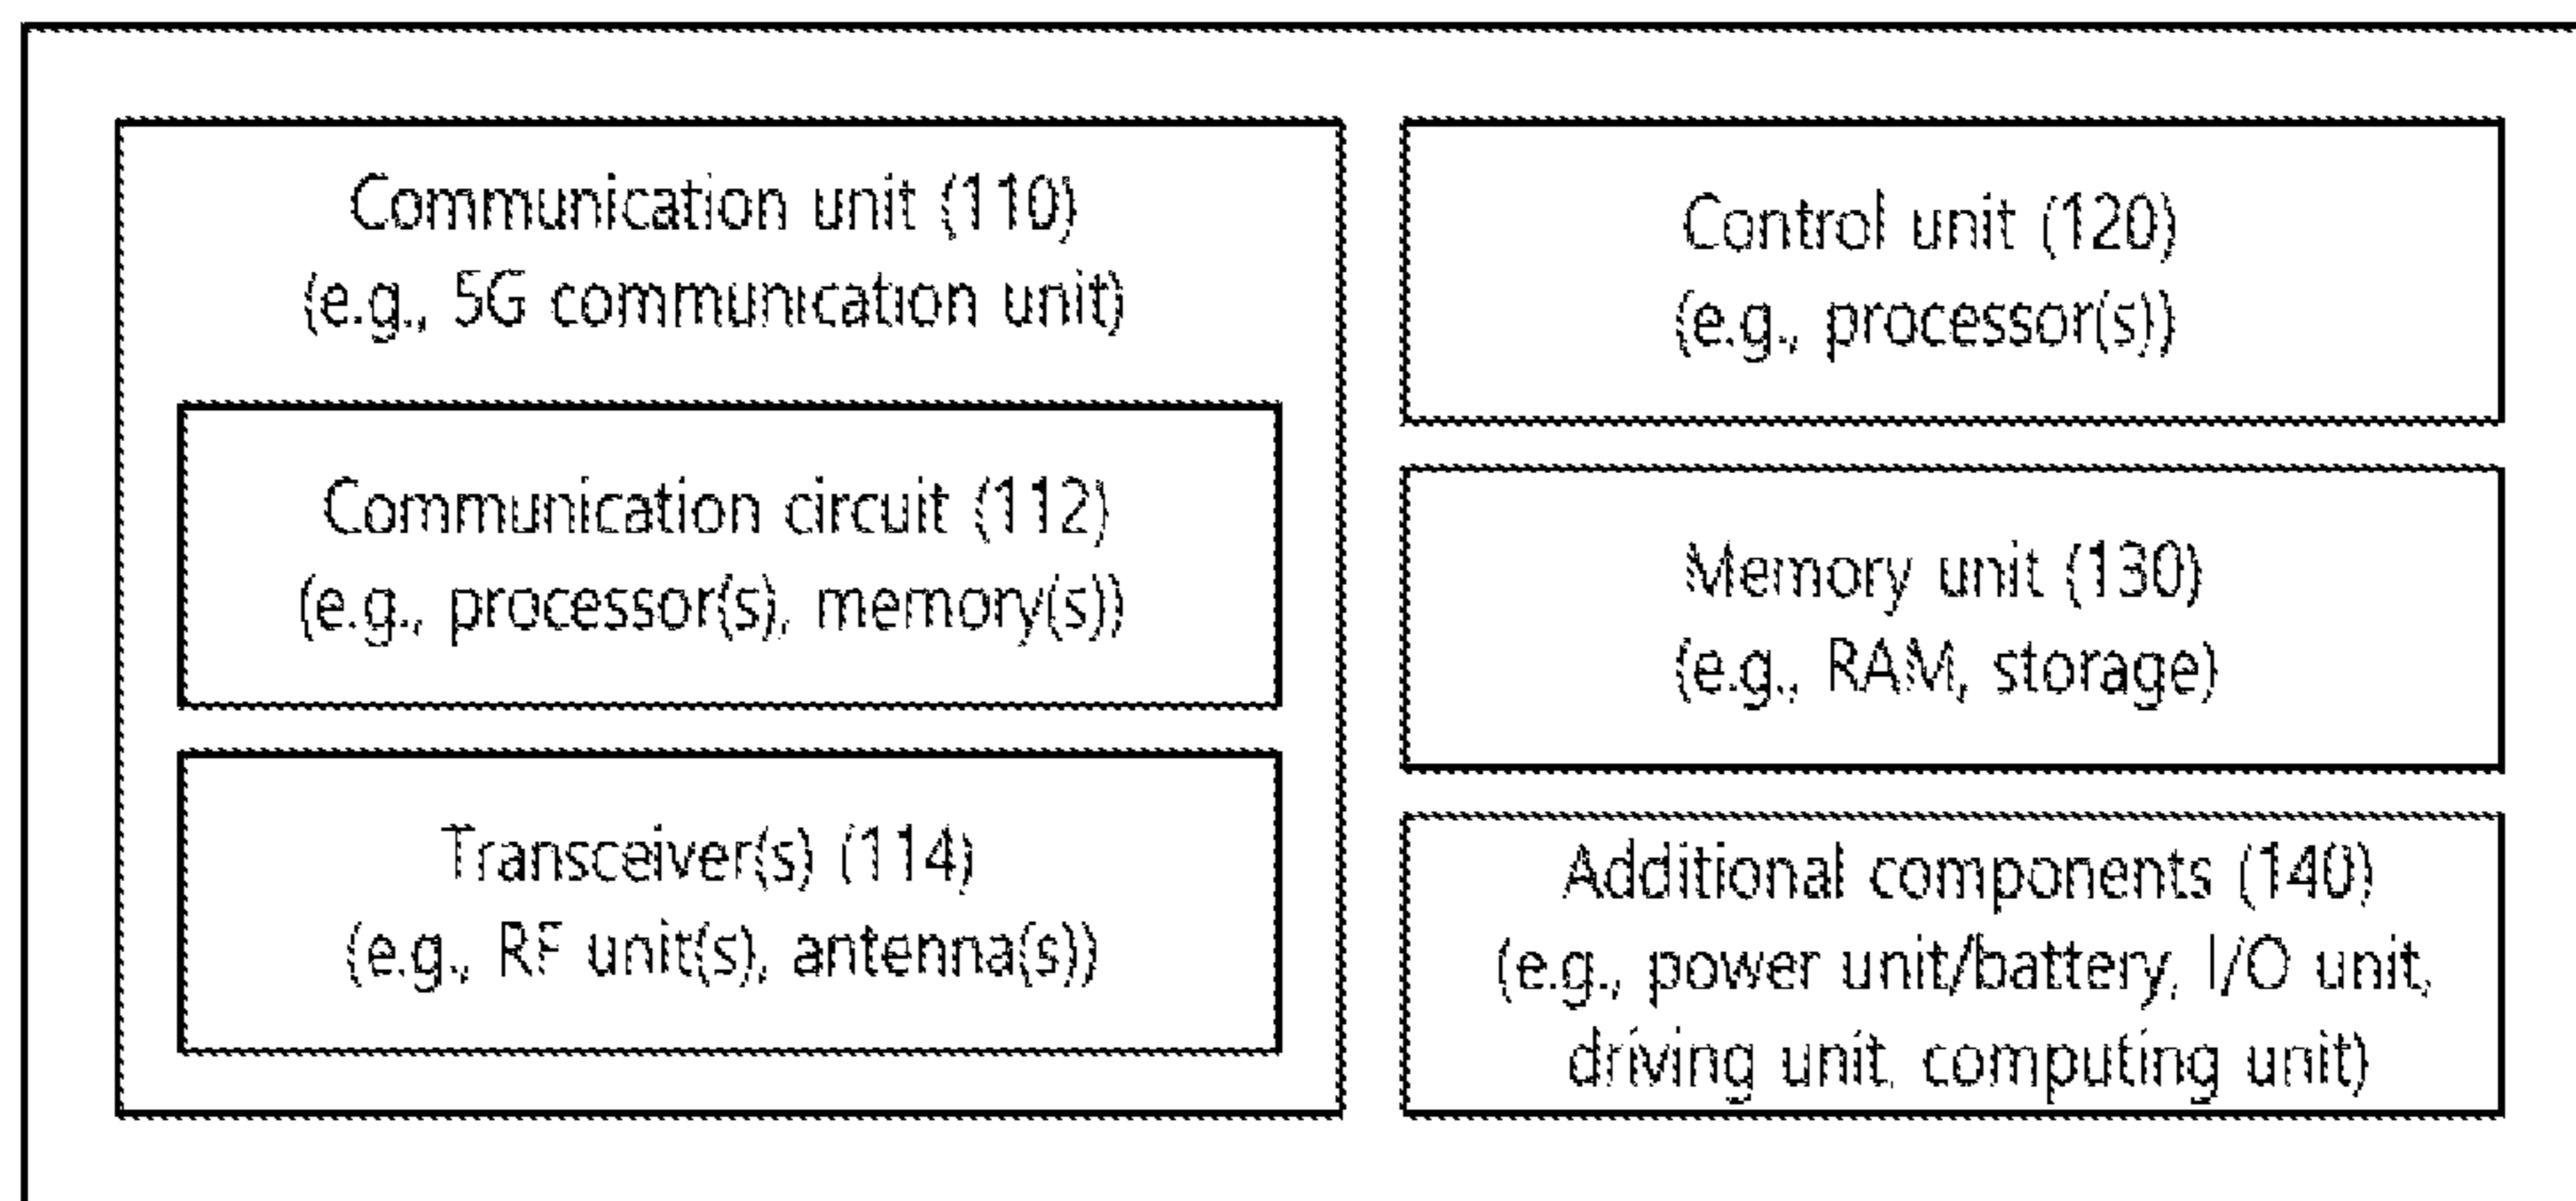 Communication unit (110)
(e.g., 5G communication unit)
Communication circuit (112)
(e.g., processor(s), memory(s))
Transceiver(s) (114)
(e.g., RF unit(s), antenna(s))
Control unit (120)
(e.g., processor(s))
Memory unit (130)
(e.g., RAM, storage)
Additional components (140)
(e.g., power unit/battery, I/O unit,
driving unit, computing unit)